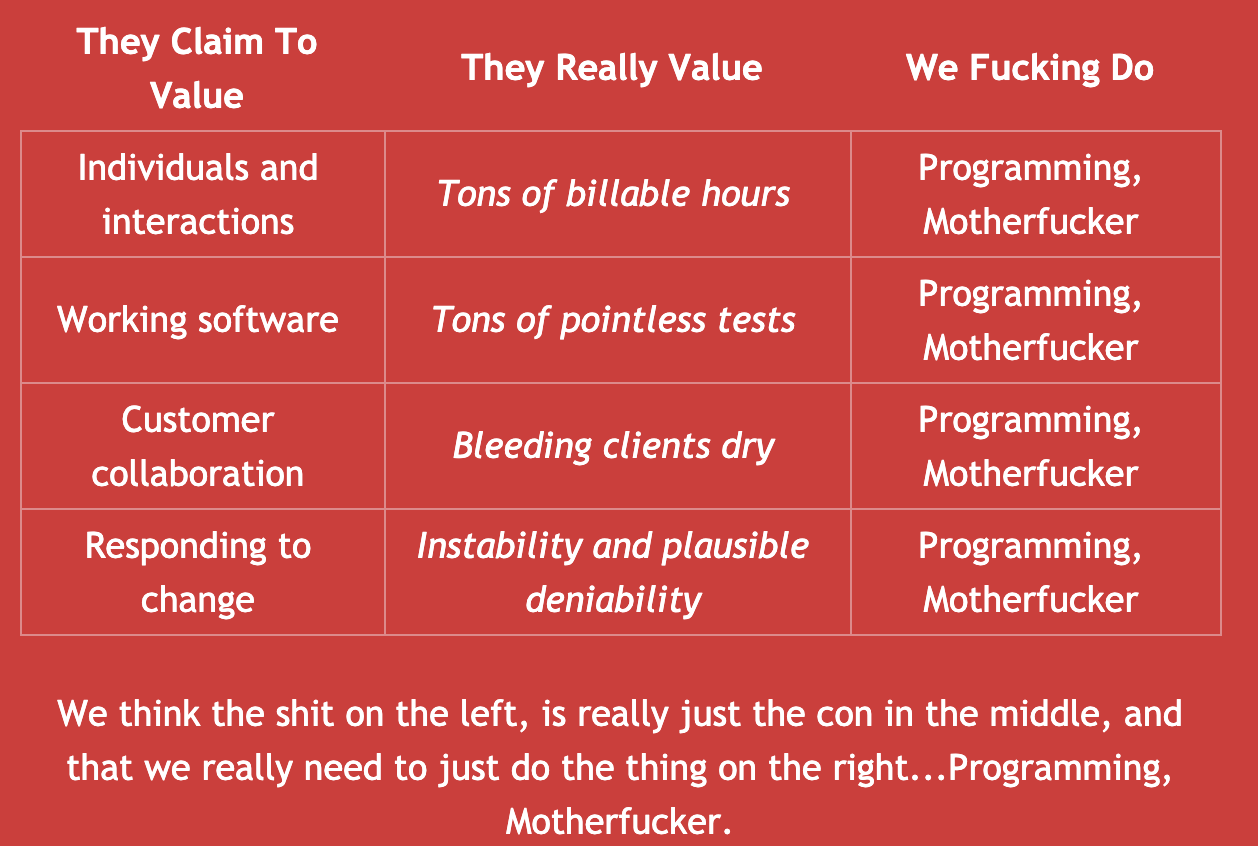 They Claim To
Value
They Really Value
We Fucking Do
Individuals and
interactions
Tons of billable hours
Programming,
Motherfucker
Working software
Tons of pointless tests
Programming,
Motherfucker
Customer
collaboration
Bleeding clients dry
Programming,
Motherfucker
Responding to
change
Instability and plausible
deniability
Programming,
Motherfucker
We think the shit on the left, is really just the con in the middle, and
that we really need to just do the thing on the right...Programming,
Motherfucker.